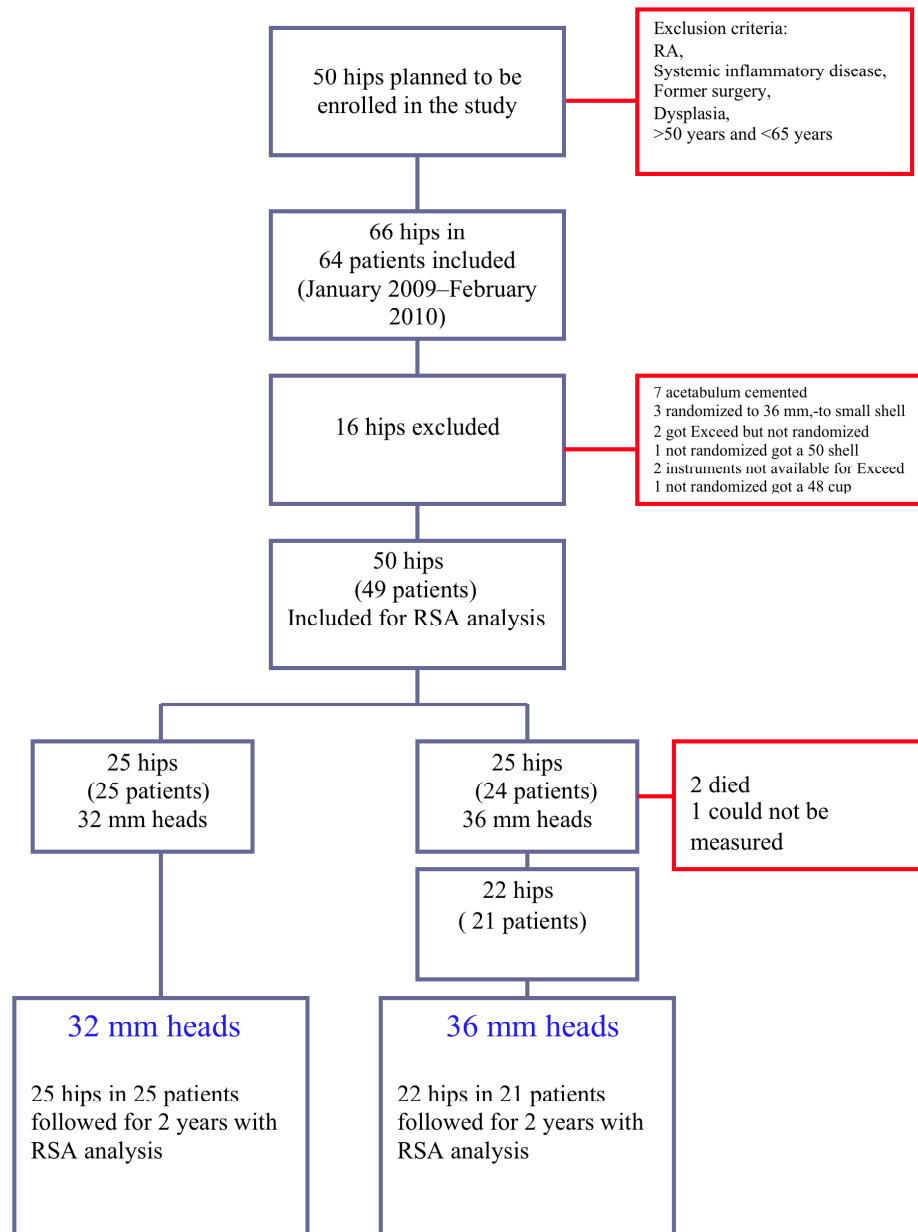 50 hips planned to be
enrolled in the study
Exclusion criteria:
RA,
Systemic inflammatory disease,
Former surgery,
Dysplasia,
>50 years and <65 years
66 hips in
64 patients included
(January 2009–February
2010)
16 hips excluded
7 acetabulum cemented
3 randomized to 36 mm,-to small shell
2 got Exceed but not randomized
1 not randomized got a 50 shell
2 instruments not available for Exceed
1 not randomized got a 48 cup
50 hips
(49 patients)
Included for RSA analysis
25 hips
(25 patients)
32 mm heads
25 hips
(24 patients)
36 mm heads
2 died
1 could not be
measured
22 hips
( 21 patients)
32 mm heads
25 hips in 25 patients
followed for 2 years with
RSA analysis
36 mm heads
22 hips in 21 patients
followed for 2 years with
RSA analysis